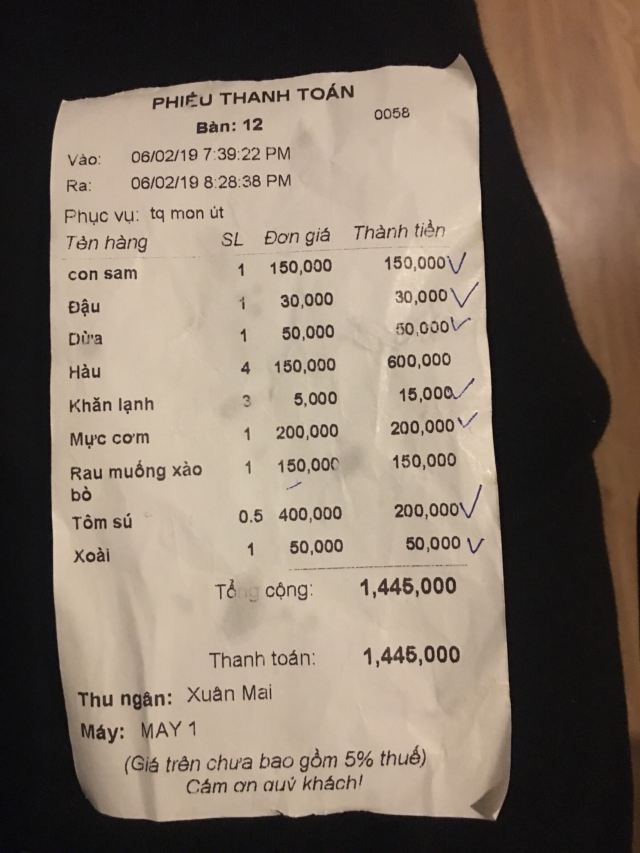 PHIẾU THANH TOÁN
0058
Bàn: 12
Vào: 06/02/19 7:39:22 PM
Ra: 06/02/19 8:28:38 PM
Phục vụ: tq mon út
Tên hàng SL Đơn giá Thành tiền
con sam 1 150,000 150,000
Đậu 1 30,000 30,000
Dừa 1 50,000 50,000
Hàu 4 150,000 600,000
Khăn lạnh 3 5,000 15,000
Mực cơm 1 200,000 200,000
Rau muống xào 1 150,000 150,000
bò
Tôm sú 0.5 400,000 200,000
Xoài 1 50,000 50,000
Tổng cộng: 1,445,000
Thanh toán: 1,445,000
Thu ngân: Xuân Mai
Máy: MAY 1
(Giá trên chưa bao gồm 5% thuế)
Cám ơn quý khách!